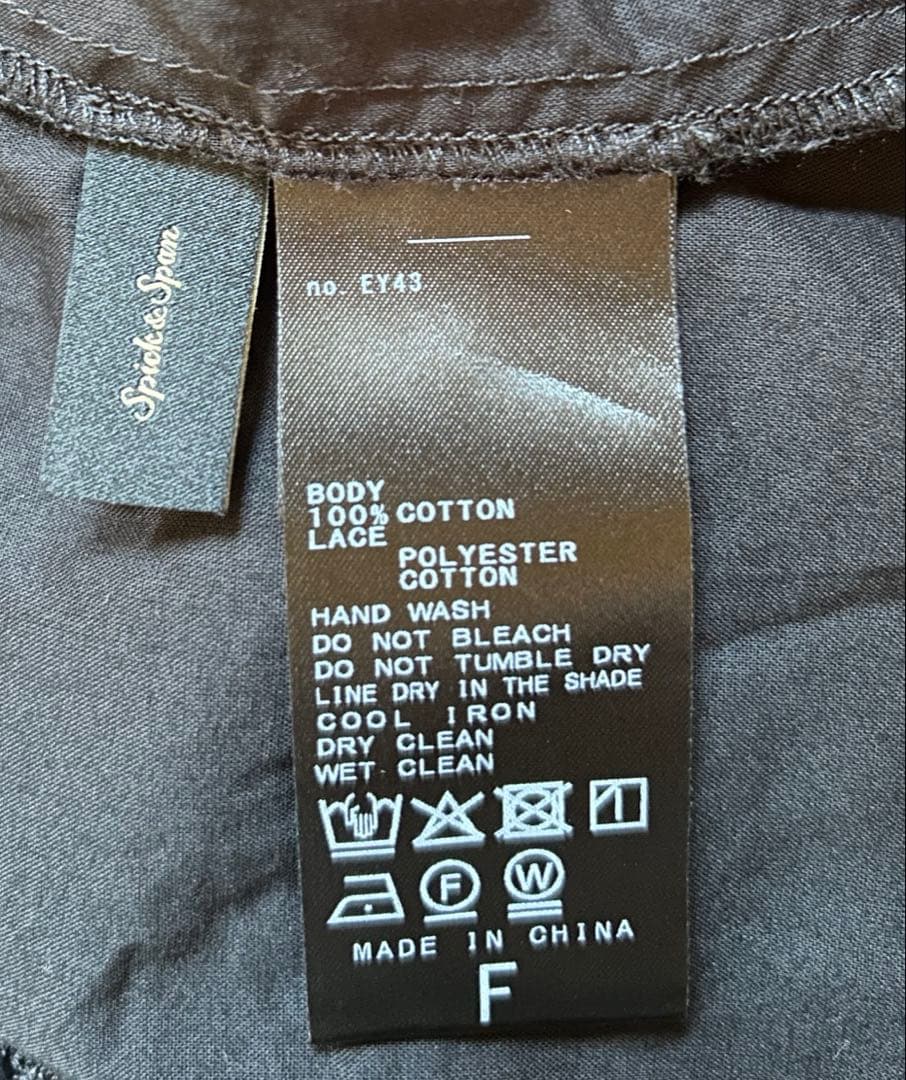 Spick & Span
no. EY43
BODY
100% COTTON
LACE
POLYESTER
COTTON
HAND WASH
DO NOT BLEACH
DO NOT TUMBLE DRY
LINE DRY IN THE SHADE
COOL IRON
DRY CLEAN
WET CLEAN
F W
MADE IN CHINA
F